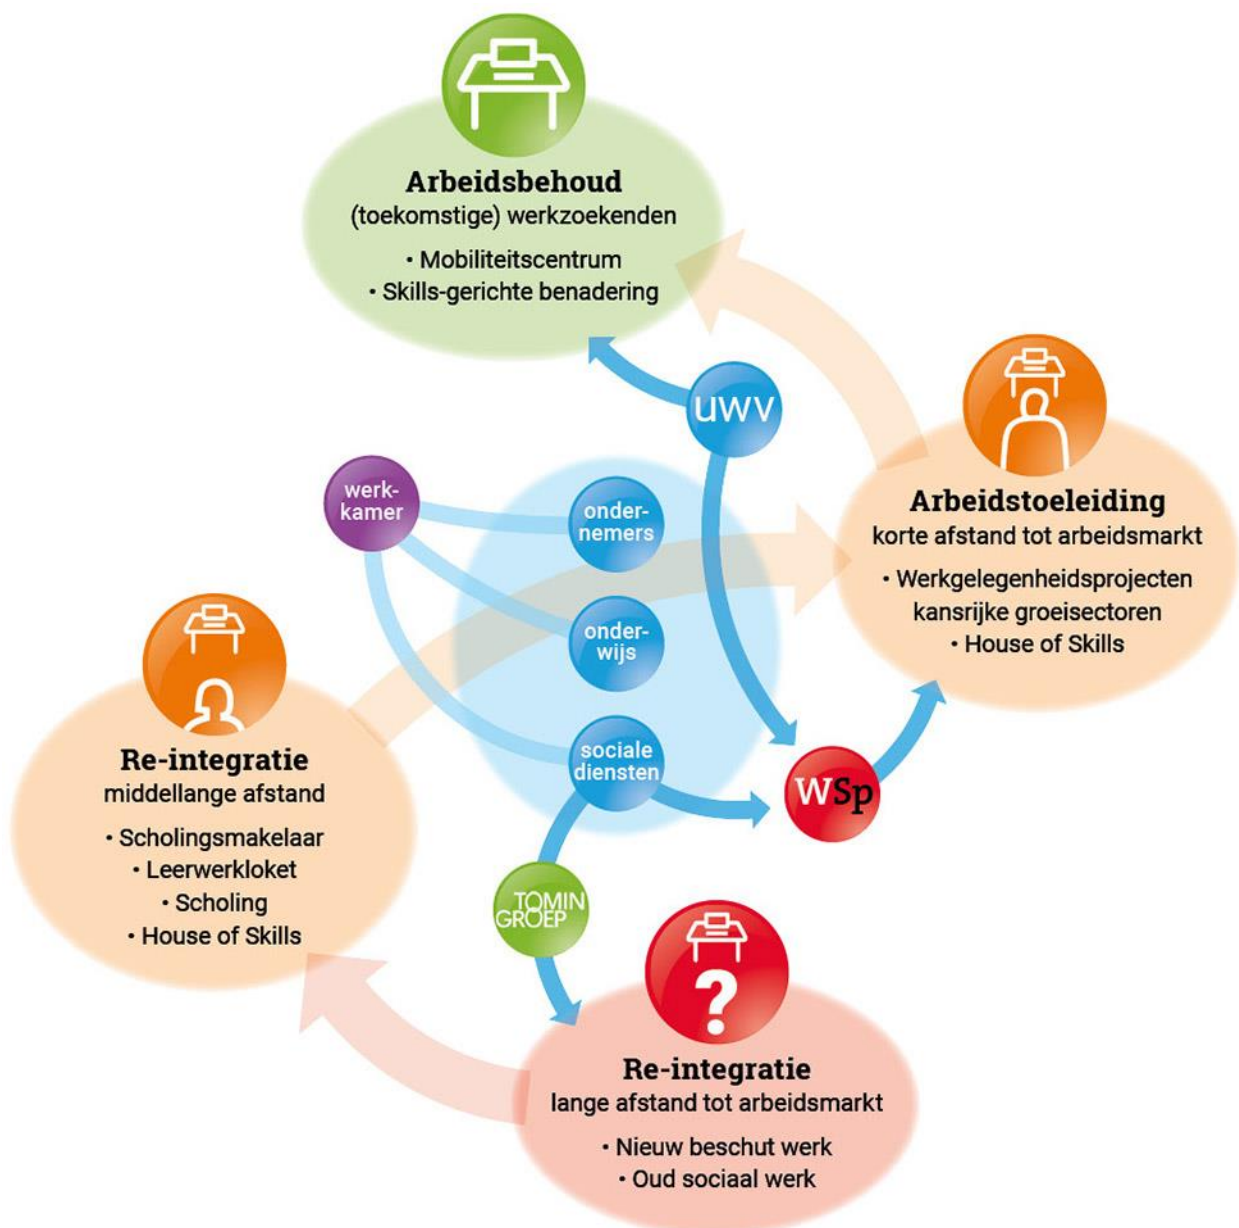 Arbeidsbehoud
(toekomstige) werkzoekenden
• Mobiliteitscentrum
• Skills-gerichte benadering
UWV
Arbeidstoeleiding
korte afstand tot arbeidsmarkt
• Werkgelegenheidsprojecten
kansrijke groeisectoren
• House of Skills
werk-
kamer
onder-
nemers
onder-
wijs
sociale
diensten
WSp
Re-integratie
middellange afstand
• Scholingsmakelaar
• Leerwerkloket
• Scholing
• House of Skills
TOMIN
GROEP
?
Re-integratie
lange afstand tot arbeidsmarkt
• Nieuw beschut werk
• Oud sociaal werk